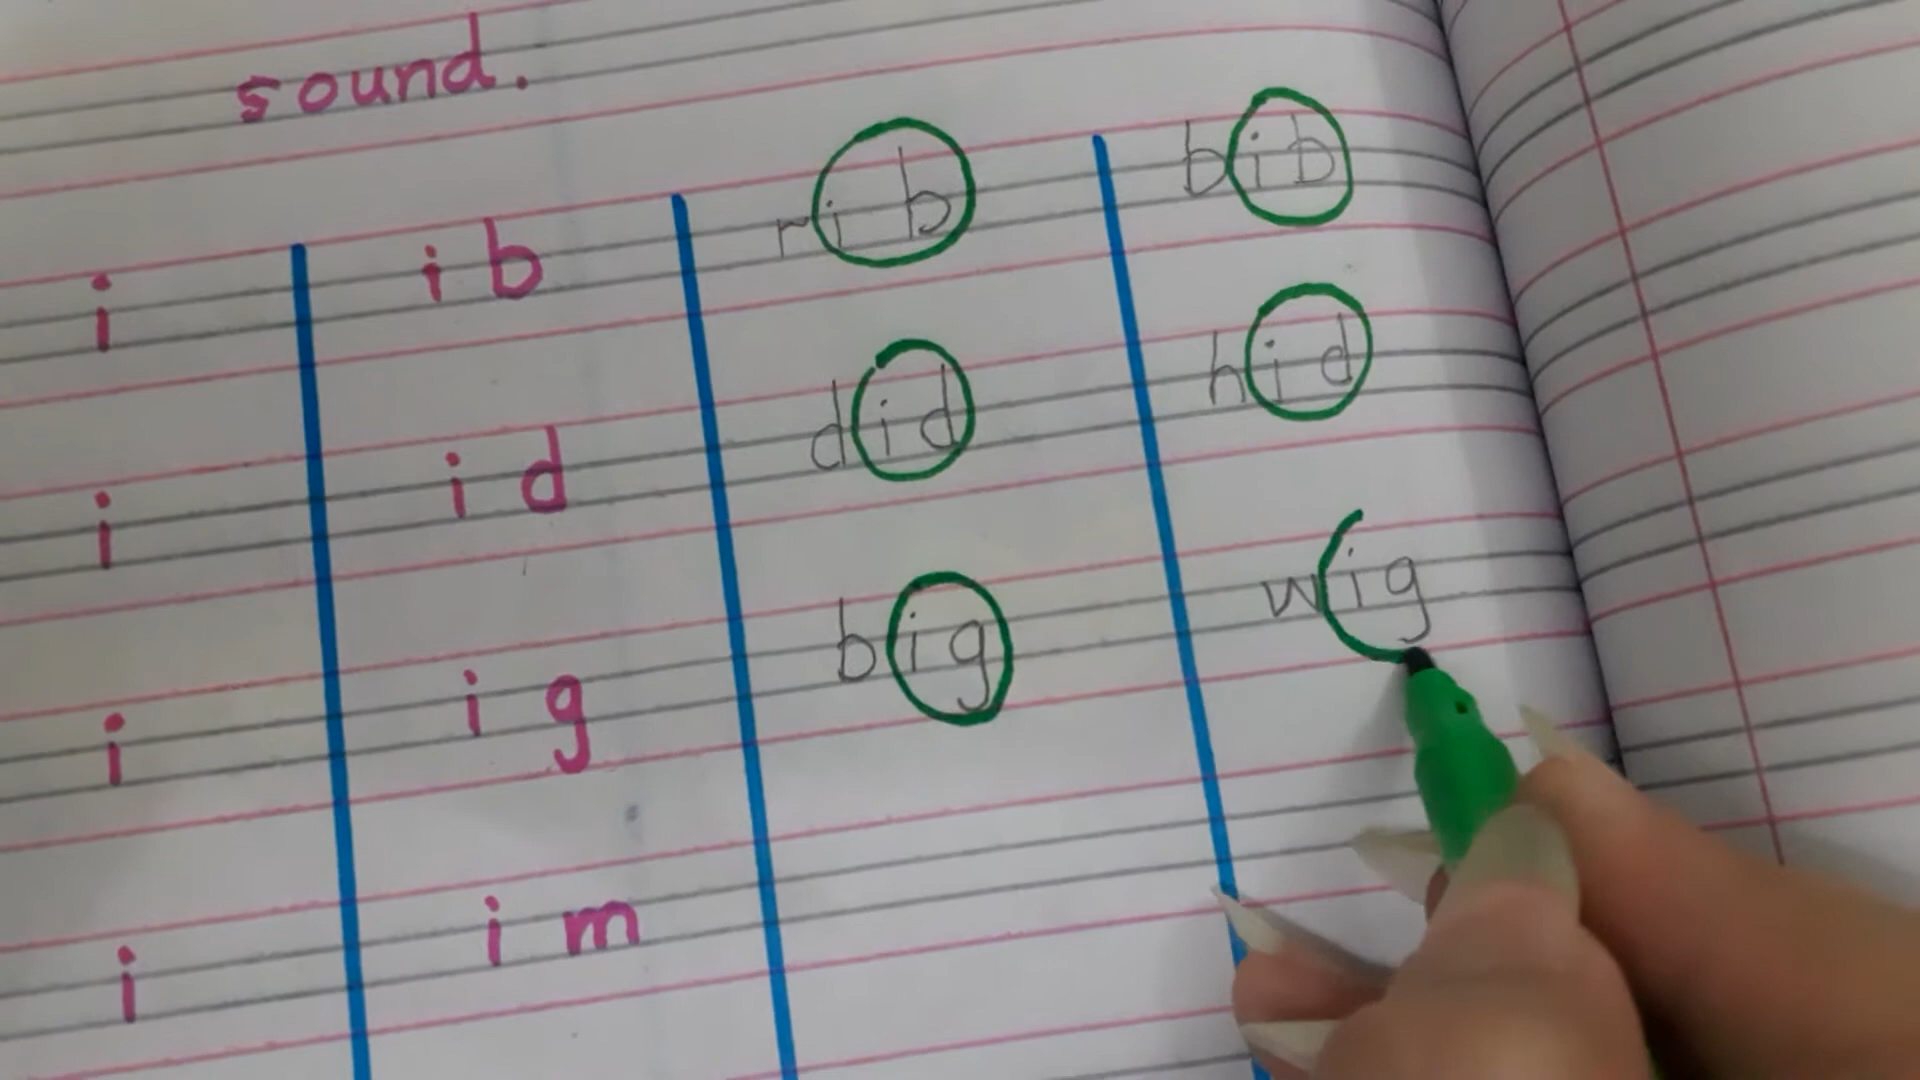 sound.
i ib rib bib
i id did hid
i ig big wig
i im